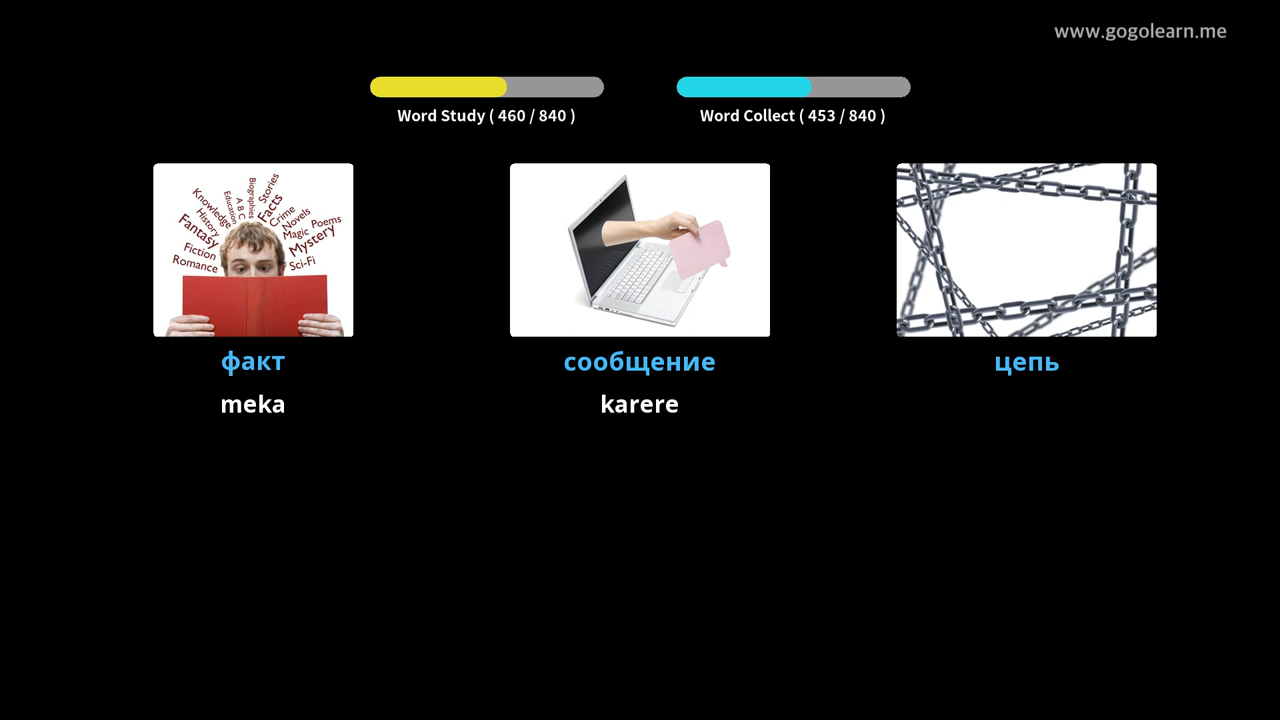 www.gogolearn.me
Word Study ( 460 / 840 )
Word Collect ( 453 / 840 )
Knowledge
History
Education
A B C
Biographies
Stories
Facts
Crime
Novels
Magic
Poems
Fantasy
Mystery
Fiction
Romance
Sci-Fi
факт
сообщение
цепь
meka
karere